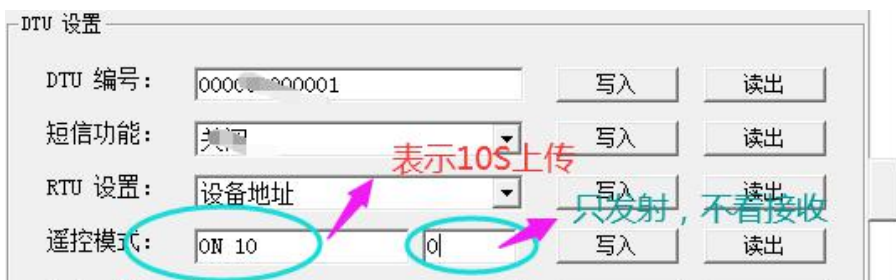 DTU 设置
DTU 编号： 写入 读出
短信功能： 写入 读出
表示10S上传
RTU 设置： 设备地址 写入 读出
只发射，不看接收
遥控模式： ON 10 0 写入 读出